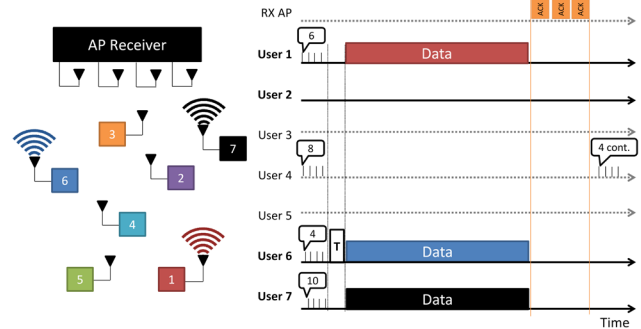 AP Receiver
3
7
6
2
4
5
1
RX AP
ACK ACK ACK
6
User 1 Data
User 2
User 3
8 4 cont.
User 4
User 5
4
User 6 T Data
10
User 7 Data
Time